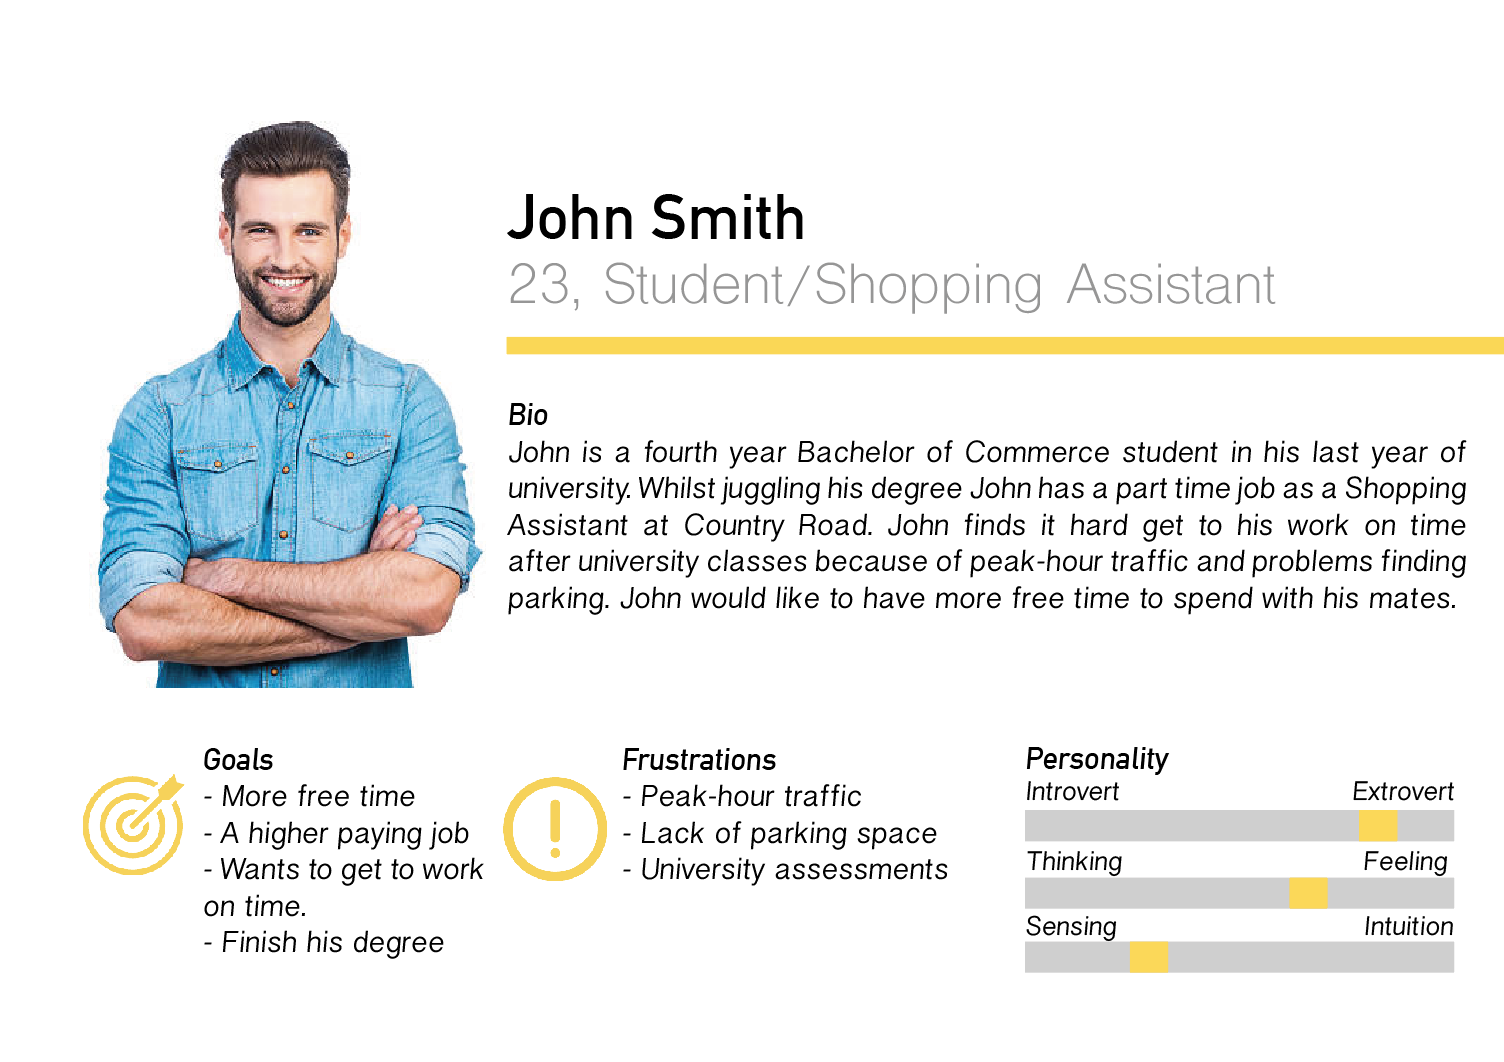 John Smith
23, Student/Shopping Assistant
Bio
John is a fourth year Bachelor of Commerce student in his last year of
university. Whilst juggling his degree John has a part time job as a Shopping
Assistant at Country Road. John finds it hard get to his work on time
after university classes because of peak-hour traffic and problems finding
parking. John would like to have more free time to spend with his mates.
Goals
- More free time
- A higher paying job
- Wants to get to work
on time.
- Finish his degree
Frustrations
- Peak-hour traffic
- Lack of parking space
- University assessments
Personality
Introvert Extrovert
Thinking Feeling
Sensing Intuition